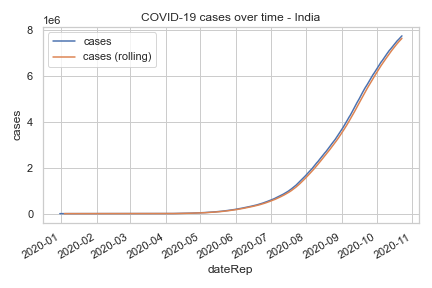 COVID-19 cases over time - India
1e6
cases
cases (rolling)
8
6
4
2
0
cases
2020-01
2020-02
2020-03
2020-04
2020-05
2020-06
2020-07
2020-08
2020-09
2020-10
2020-11
dateRep